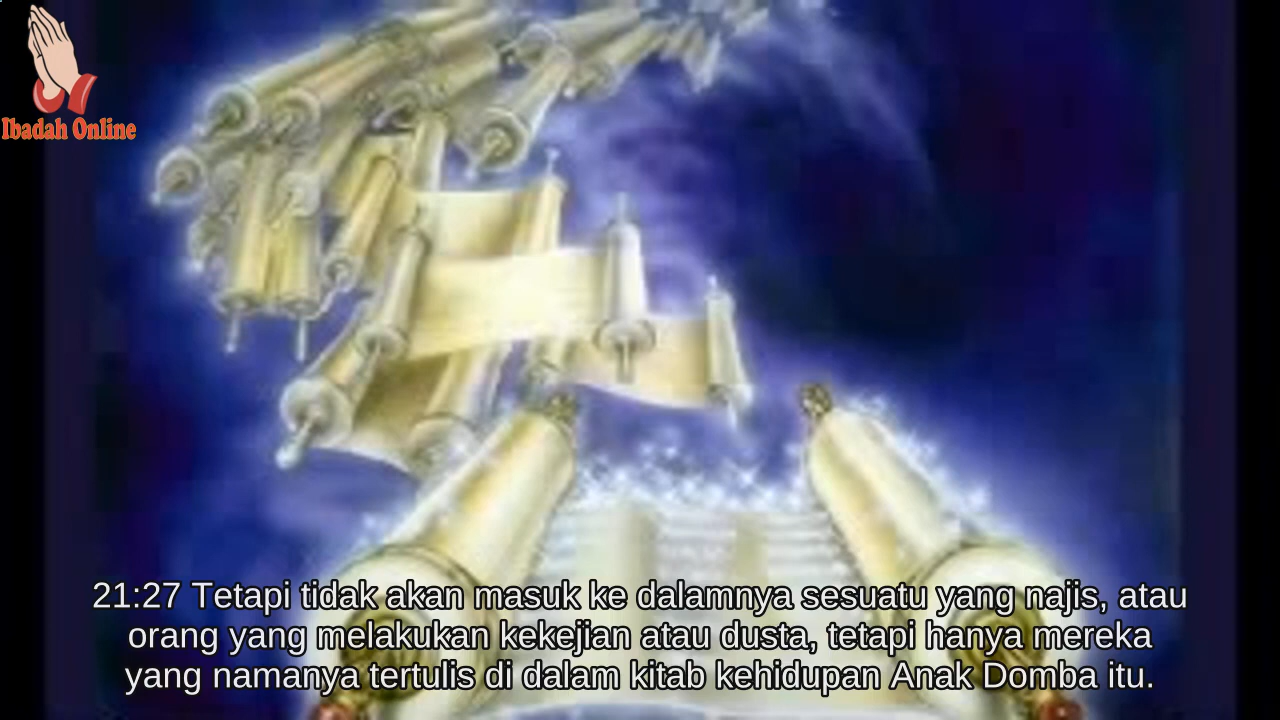 Ibadah Online
21:27 Tetapi tidak akan masuk ke dalamnya sesuatu yang najis, atau
orang yang melakukan kekejian atau dusta, tetapi hanya mereka
yang namanya tertulis di dalam kitab kehidupan Anak Domba itu.